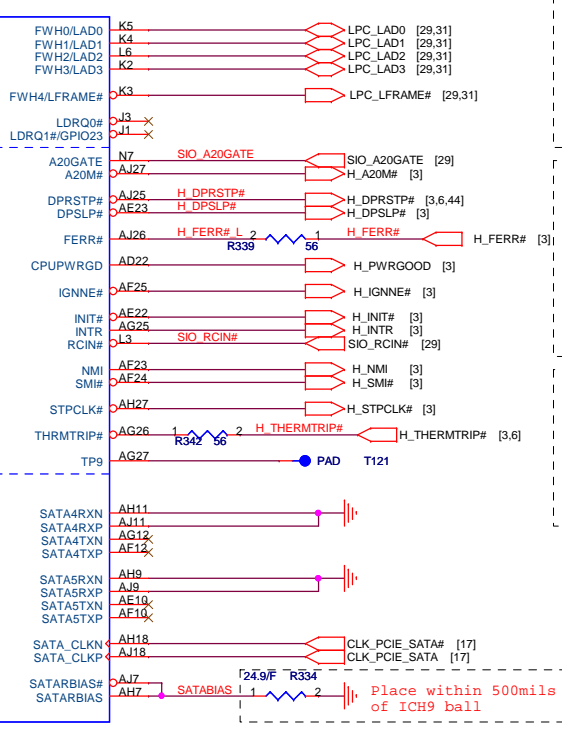 FWH0/LAD0 K5 LPC_LAD0 [29,31]
FWH1/LAD1 K4 LPC_LAD1 [29,31]
FWH2/LAD2 L6 LPC_LAD2 [29,31]
FWH3/LAD3 K2 LPC_LAD3 [29,31]
FWH4/LFRAME# K3 LPC_LFRAME# [29,31]
LDRQ0# J3
LDRQ1#/GPIO23 J1
A20GATE N7 SIO_A20GATE SIO_A20GATE [29]
A20M# AJ27 H_A20M# [3]
DPRSTP# AJ25 H_DPRSTP# H_DPRSTP# [3,6,44]
DPSLP# AE23 H_DPSLP# H_DPSLP# [3]
FERR# AJ26 H_FERR#_L 2 1 H_FERR# H_FERR# [3]
R339 56
CPUPWRGD AD22 H_PWRGOOD [3]
IGNNE# AF25 H_IGNNE# [3]
INIT# AE22 H_INIT# [3]
INTR AG25 H_INTR [3]
RCIN# L3 SIO_RCIN# SIO_RCIN# [29]
NMI AF23 H_NMI [3]
SMI# AF24 H_SMI# [3]
STPCLK# AH27 H_STPCLK# [3]
THRMTRIP# AG26 1 2 H_THERMTRIP# H_THERMTRIP# [3,6]
R342 56
TP9 AG27 PAD T121
SATA4RXN AH11
SATA4RXP AJ11
SATA4TXN AG12
SATA4TXP AF12
SATA5RXN AH9
SATA5RXP AJ9
SATA5TXN AE10
SATA5TXP AF10
SATA_CLKN AH18 CLK_PCIE_SATA# [17]
SATA_CLKP AJ18 CLK_PCIE_SATA [17]
24.9/F R334
SATARBIAS# AJ7
SATARBIAS AH7 SATABIAS 1 2
Place within 500mils
of ICH9 ball